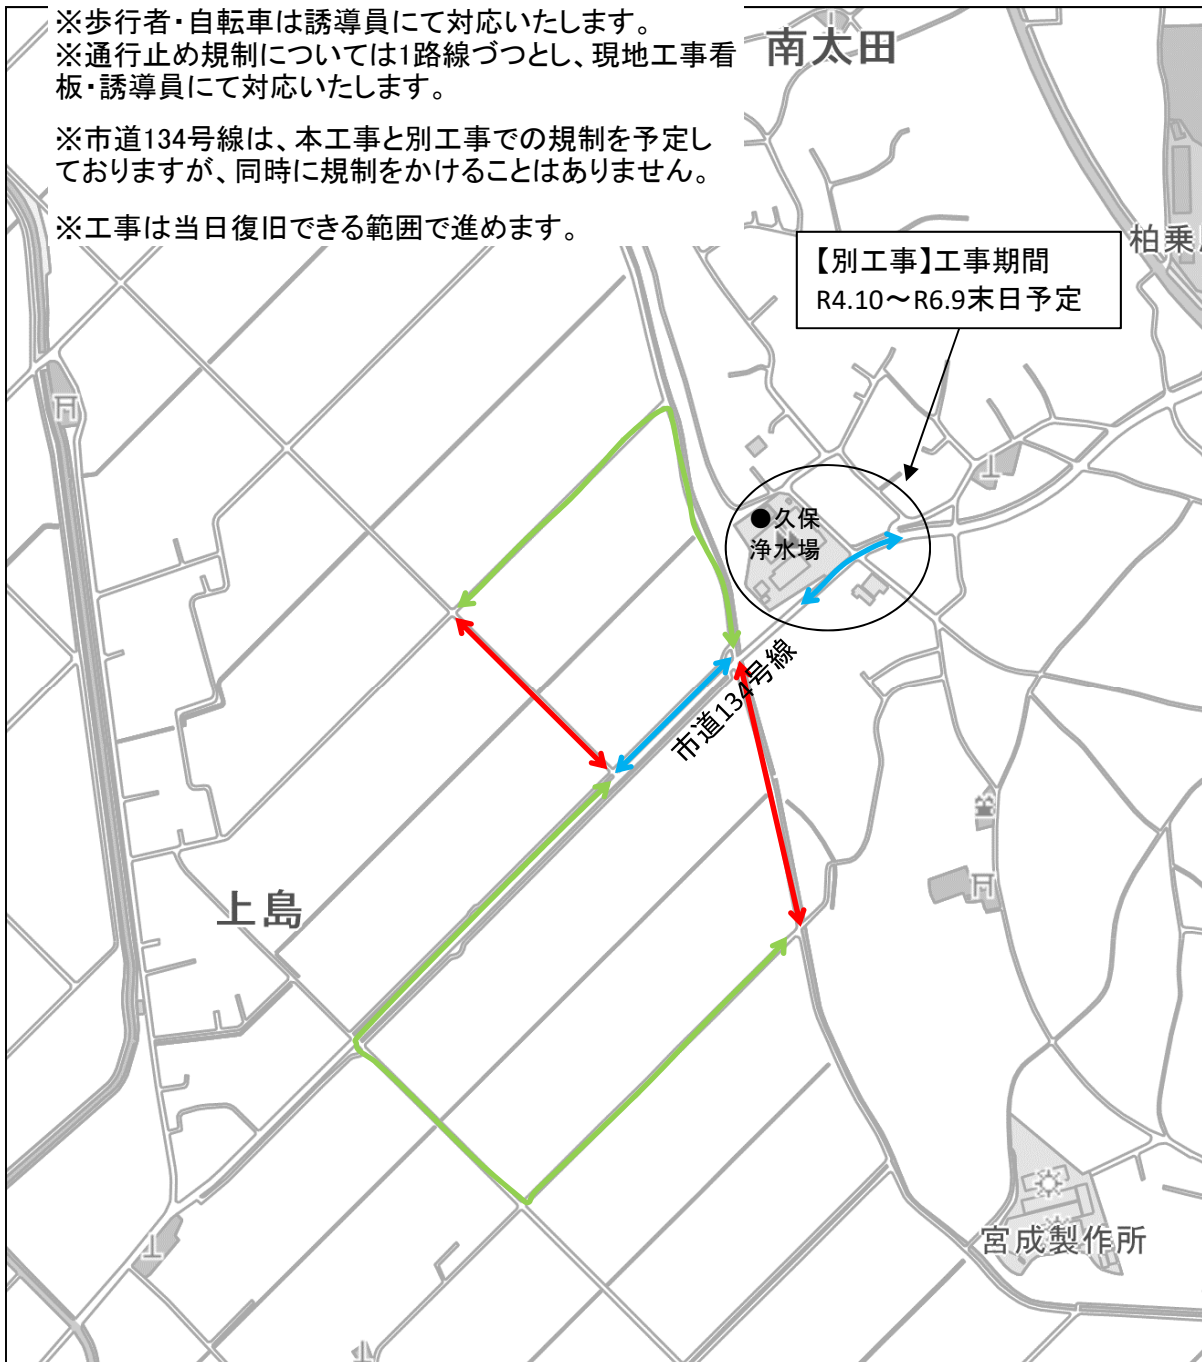 ※歩行者・自転車は誘導員にて対応いたします。
※通行止め規制については1路線づつとし、現地工事看
板・誘導員にて対応いたします。
※市道134号線は、本工事と別工事での規制を予定し
ておりますが、同時に規制をかけることはありません。
※工事は当日復旧できる範囲で進めます。
南太田
柏乗
【別工事】工事期間
R4.10～R6.9末日予定
●久保
浄水場
市道134号線
上島
宮成製作所